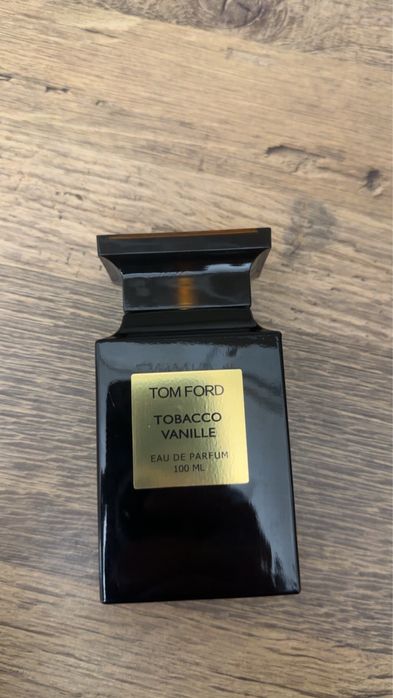 TOM FORD
TOBACCO
VANILLE
EAU DE PARFUM
100 ML